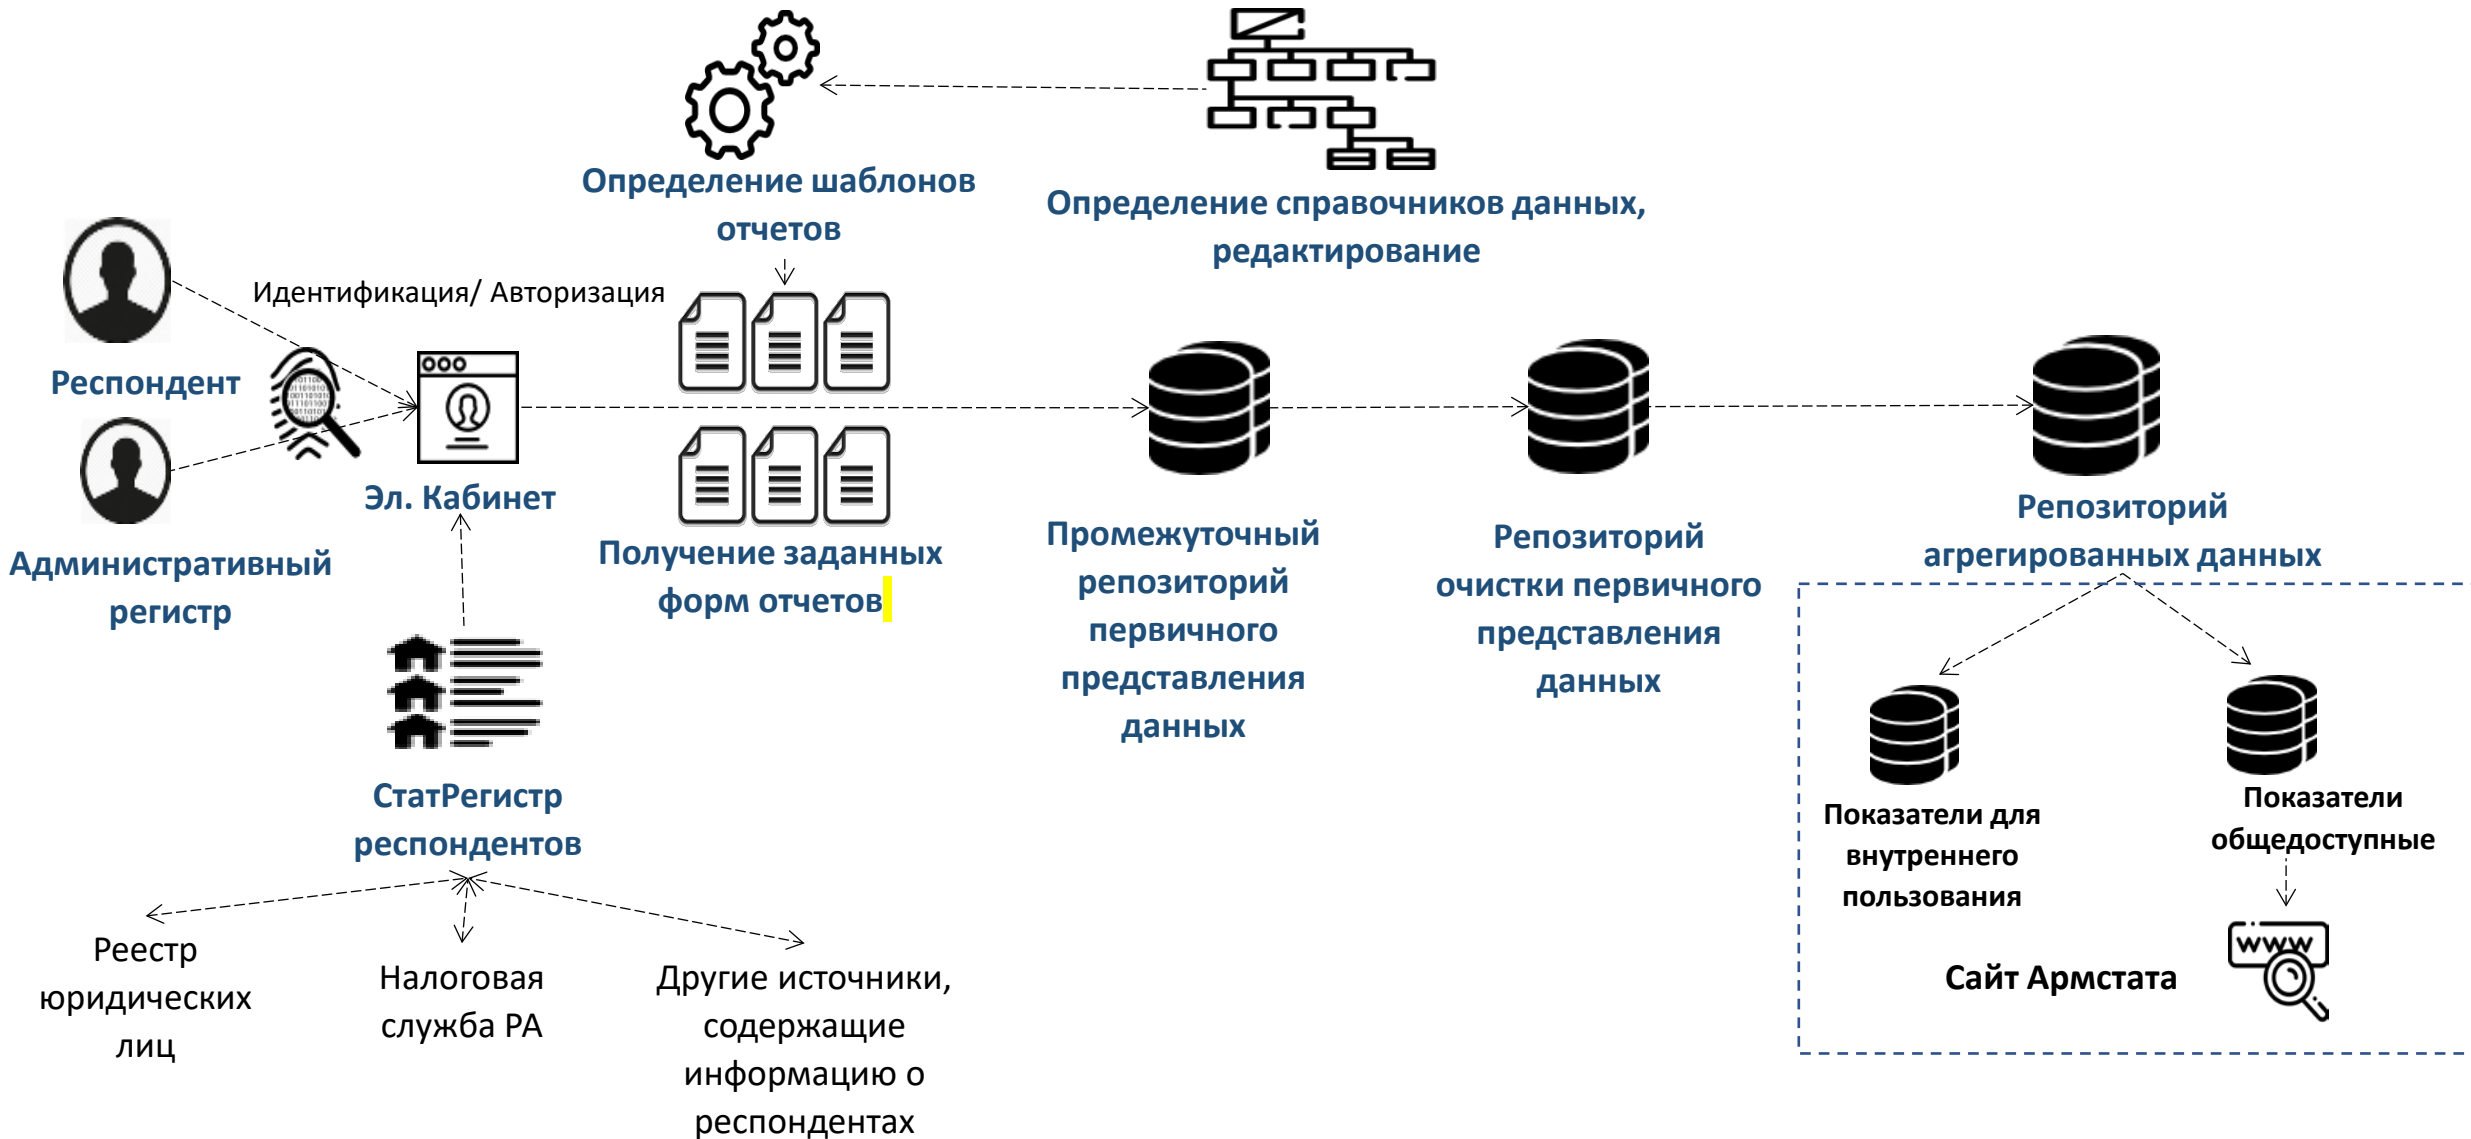 Определение шаблонов
отчетов
Определение справочников данных,
редактирование
Идентификация/ Авторизация
Респондент
Эл. Кабинет
Административный
регистр
Получение заданных
форм отчетов
Промежуточный
репозиторий
первичного
представления
данных
Репозиторий
очистки первичного
представления
данных
Репозиторий
агрегированных данных
СтатРегистр
респондентов
Реестр
юридических
лиц
Налоговая
служба РА
Другие источники,
содержащие
информацию о
респондентах
Показатели для
внутреннего
пользования
Показатели
общедоступные
Сайт Армстата
www